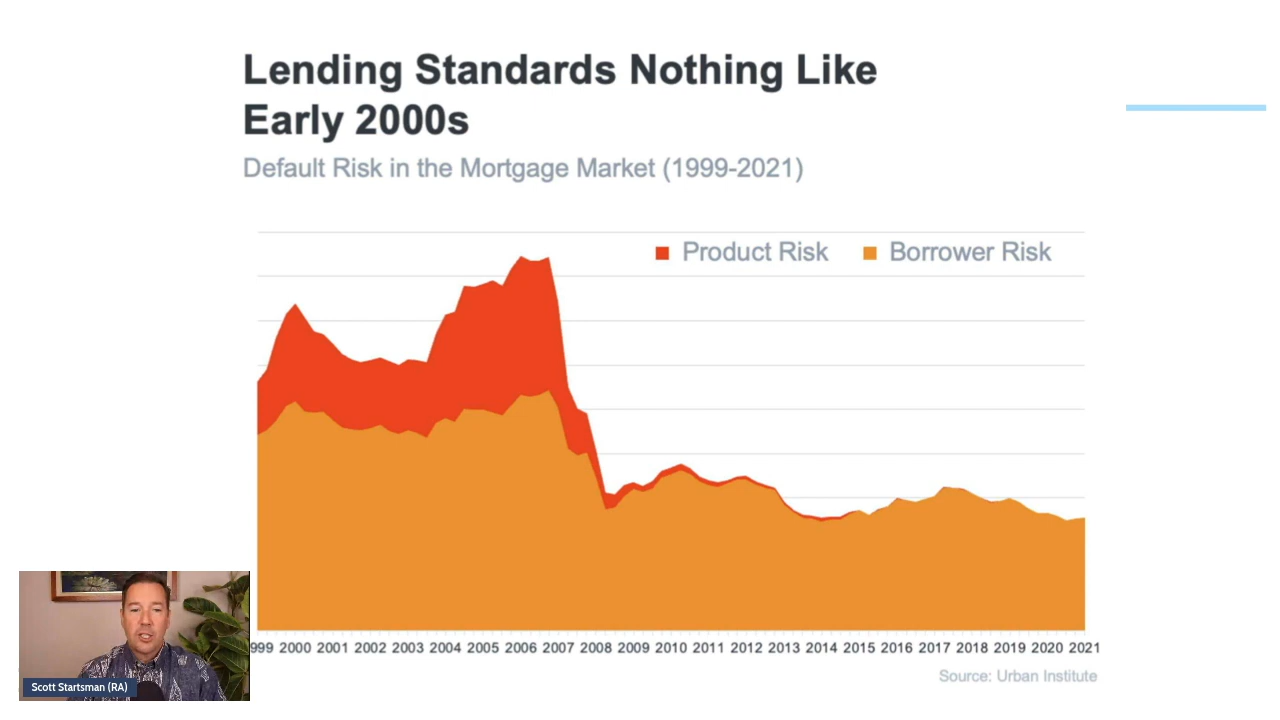 Lending Standards Nothing Like
Early 2000s
Default Risk in the Mortgage Market (1999-2021)
Product Risk Borrower Risk
999 2000 2001 2002 2003 2004 2005 2006 2007 2008 2009 2010 2011 2012 2013 2014 2015 2016 2017 2018 2019 2020 2021
Source: Urban Institute
Scott Startsman (RA)